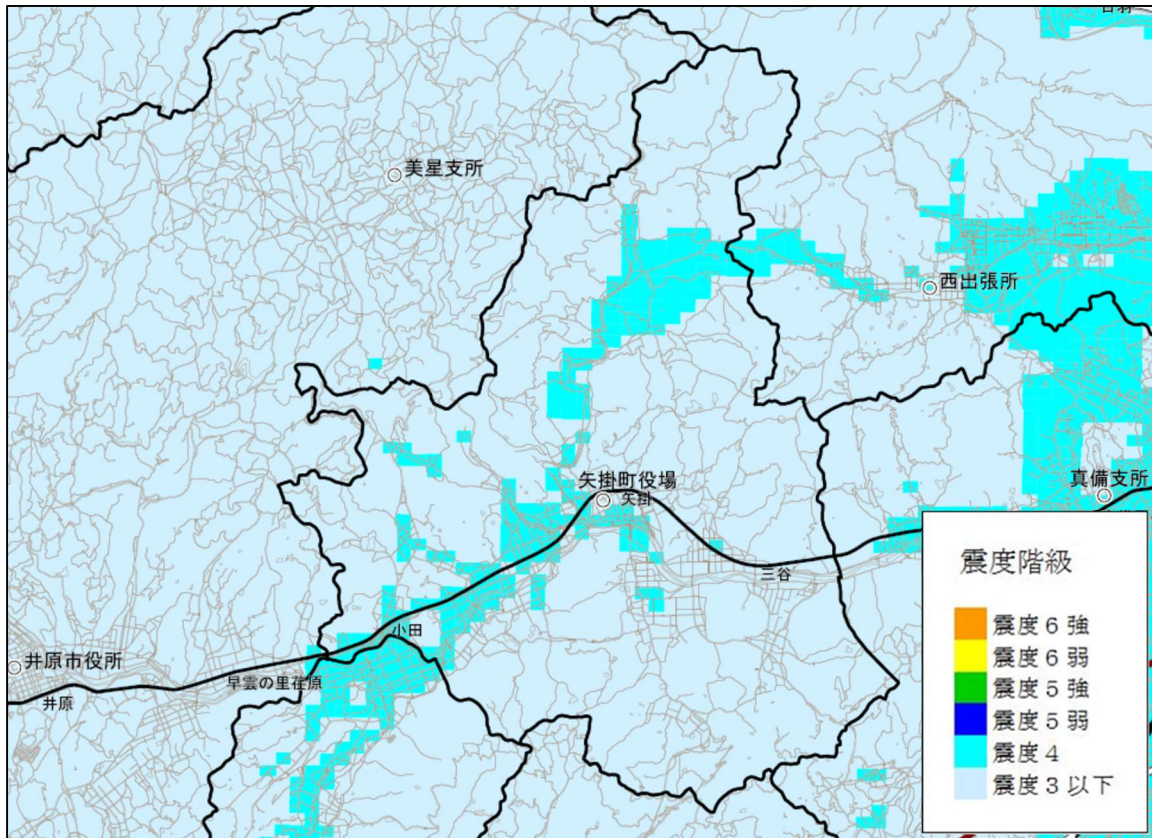 美星支所
西出張所
矢掛町役場
矢掛
真備支所
三谷
小田
井原市役所
早雲の里荏原
井原
震度階級
震度6強
震度6弱
震度5強
震度5弱
震度4
震度3以下